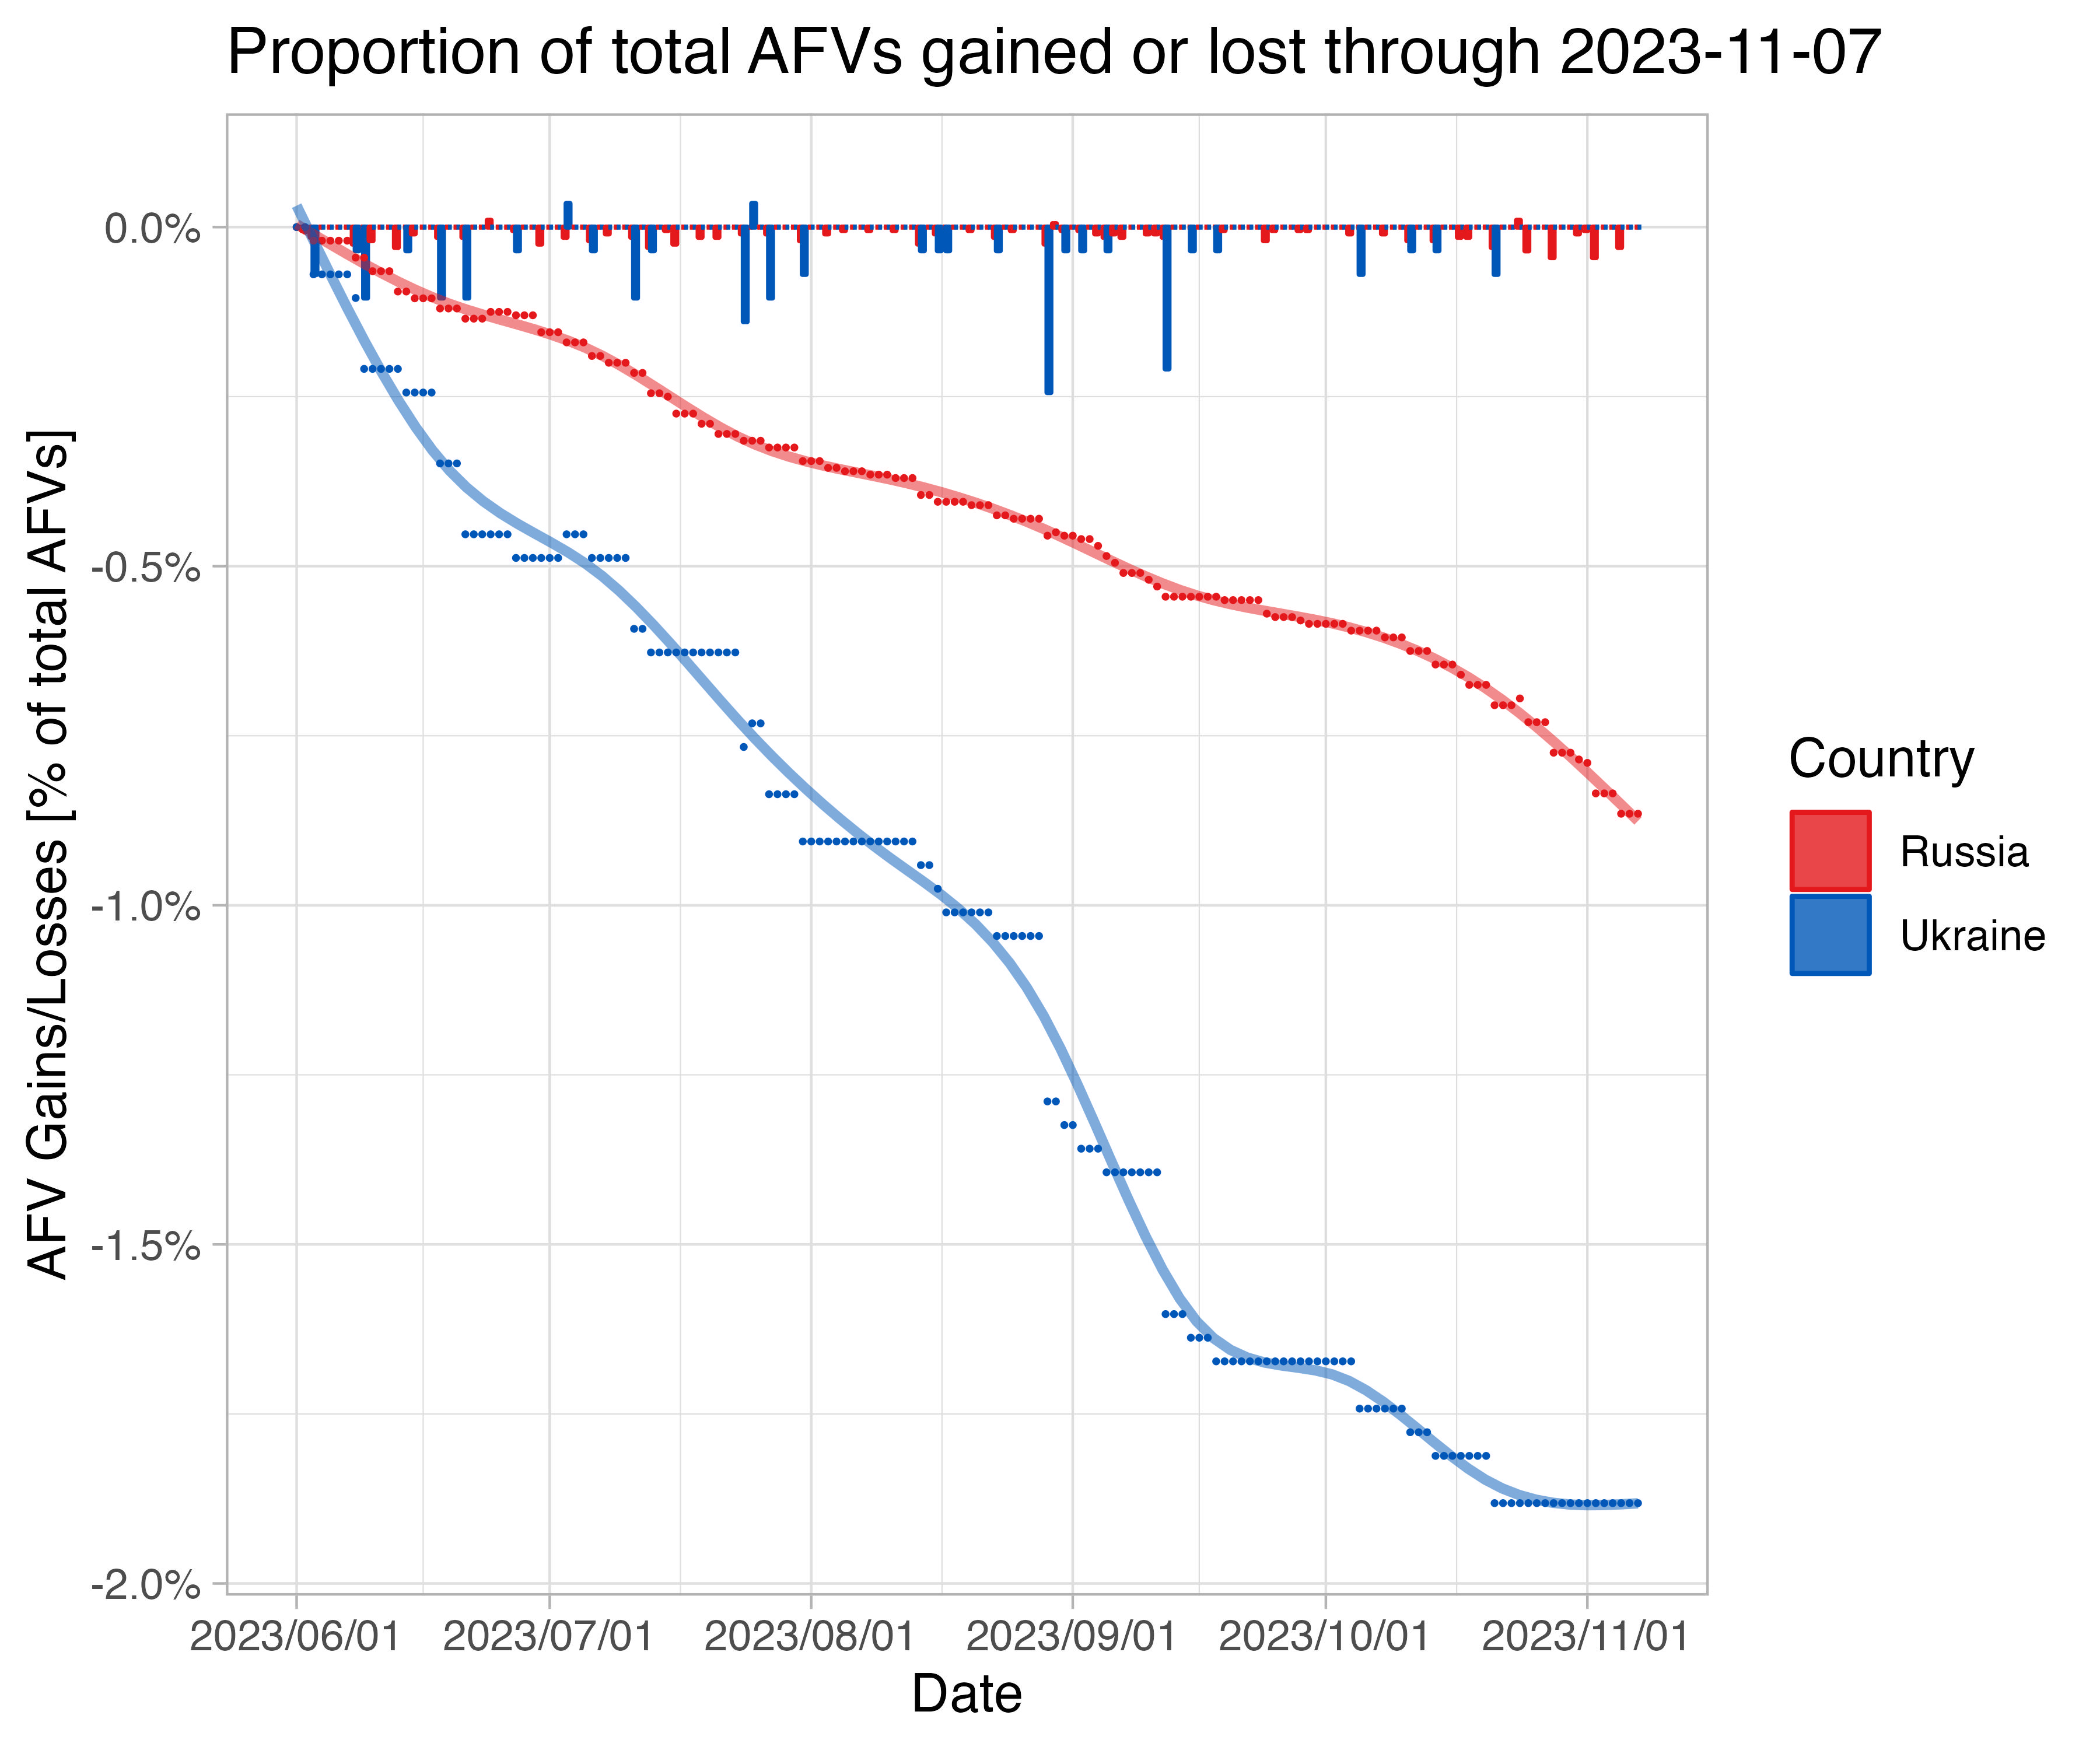 Proportion of total AFVs gained or lost through 2023-11-07
AFV Gains/Losses [% of total AFVs]
0.0%
-0.5%
-1.0%
-1.5%
-2.0%
2023/06/01 2023/07/01 2023/08/01 2023/09/01 2023/10/01 2023/11/01
Date
Country
Russia
Ukraine